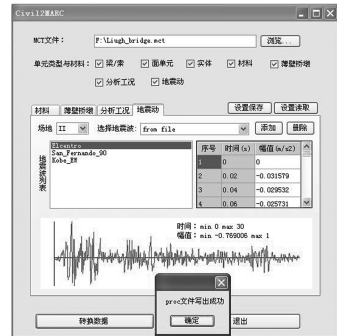 Civil2MARC
MCT文件： F:\Liugh_bridge.mct 浏览...
单元类型与材料： 梁/索 面单元 实体 材料 薄壁桥墩
分析工况 地震动
材料 薄壁桥墩 分析工况 地震动 设置保存 设置读取
场地 II 选择地震波： from file 添加 删除
地震波列表
Elcentro
San_Fernando_90
Kobe_EW
序号 时间(s) 幅值(m/s2)
1 0 0
2 0.02 -0.031579
3 0.04 -0.029532
4 0.06 -0.025731
时间： min 0 max 30
幅值： min -0.769006 max 1
proc文件写出成功
确定
转换数据 退出